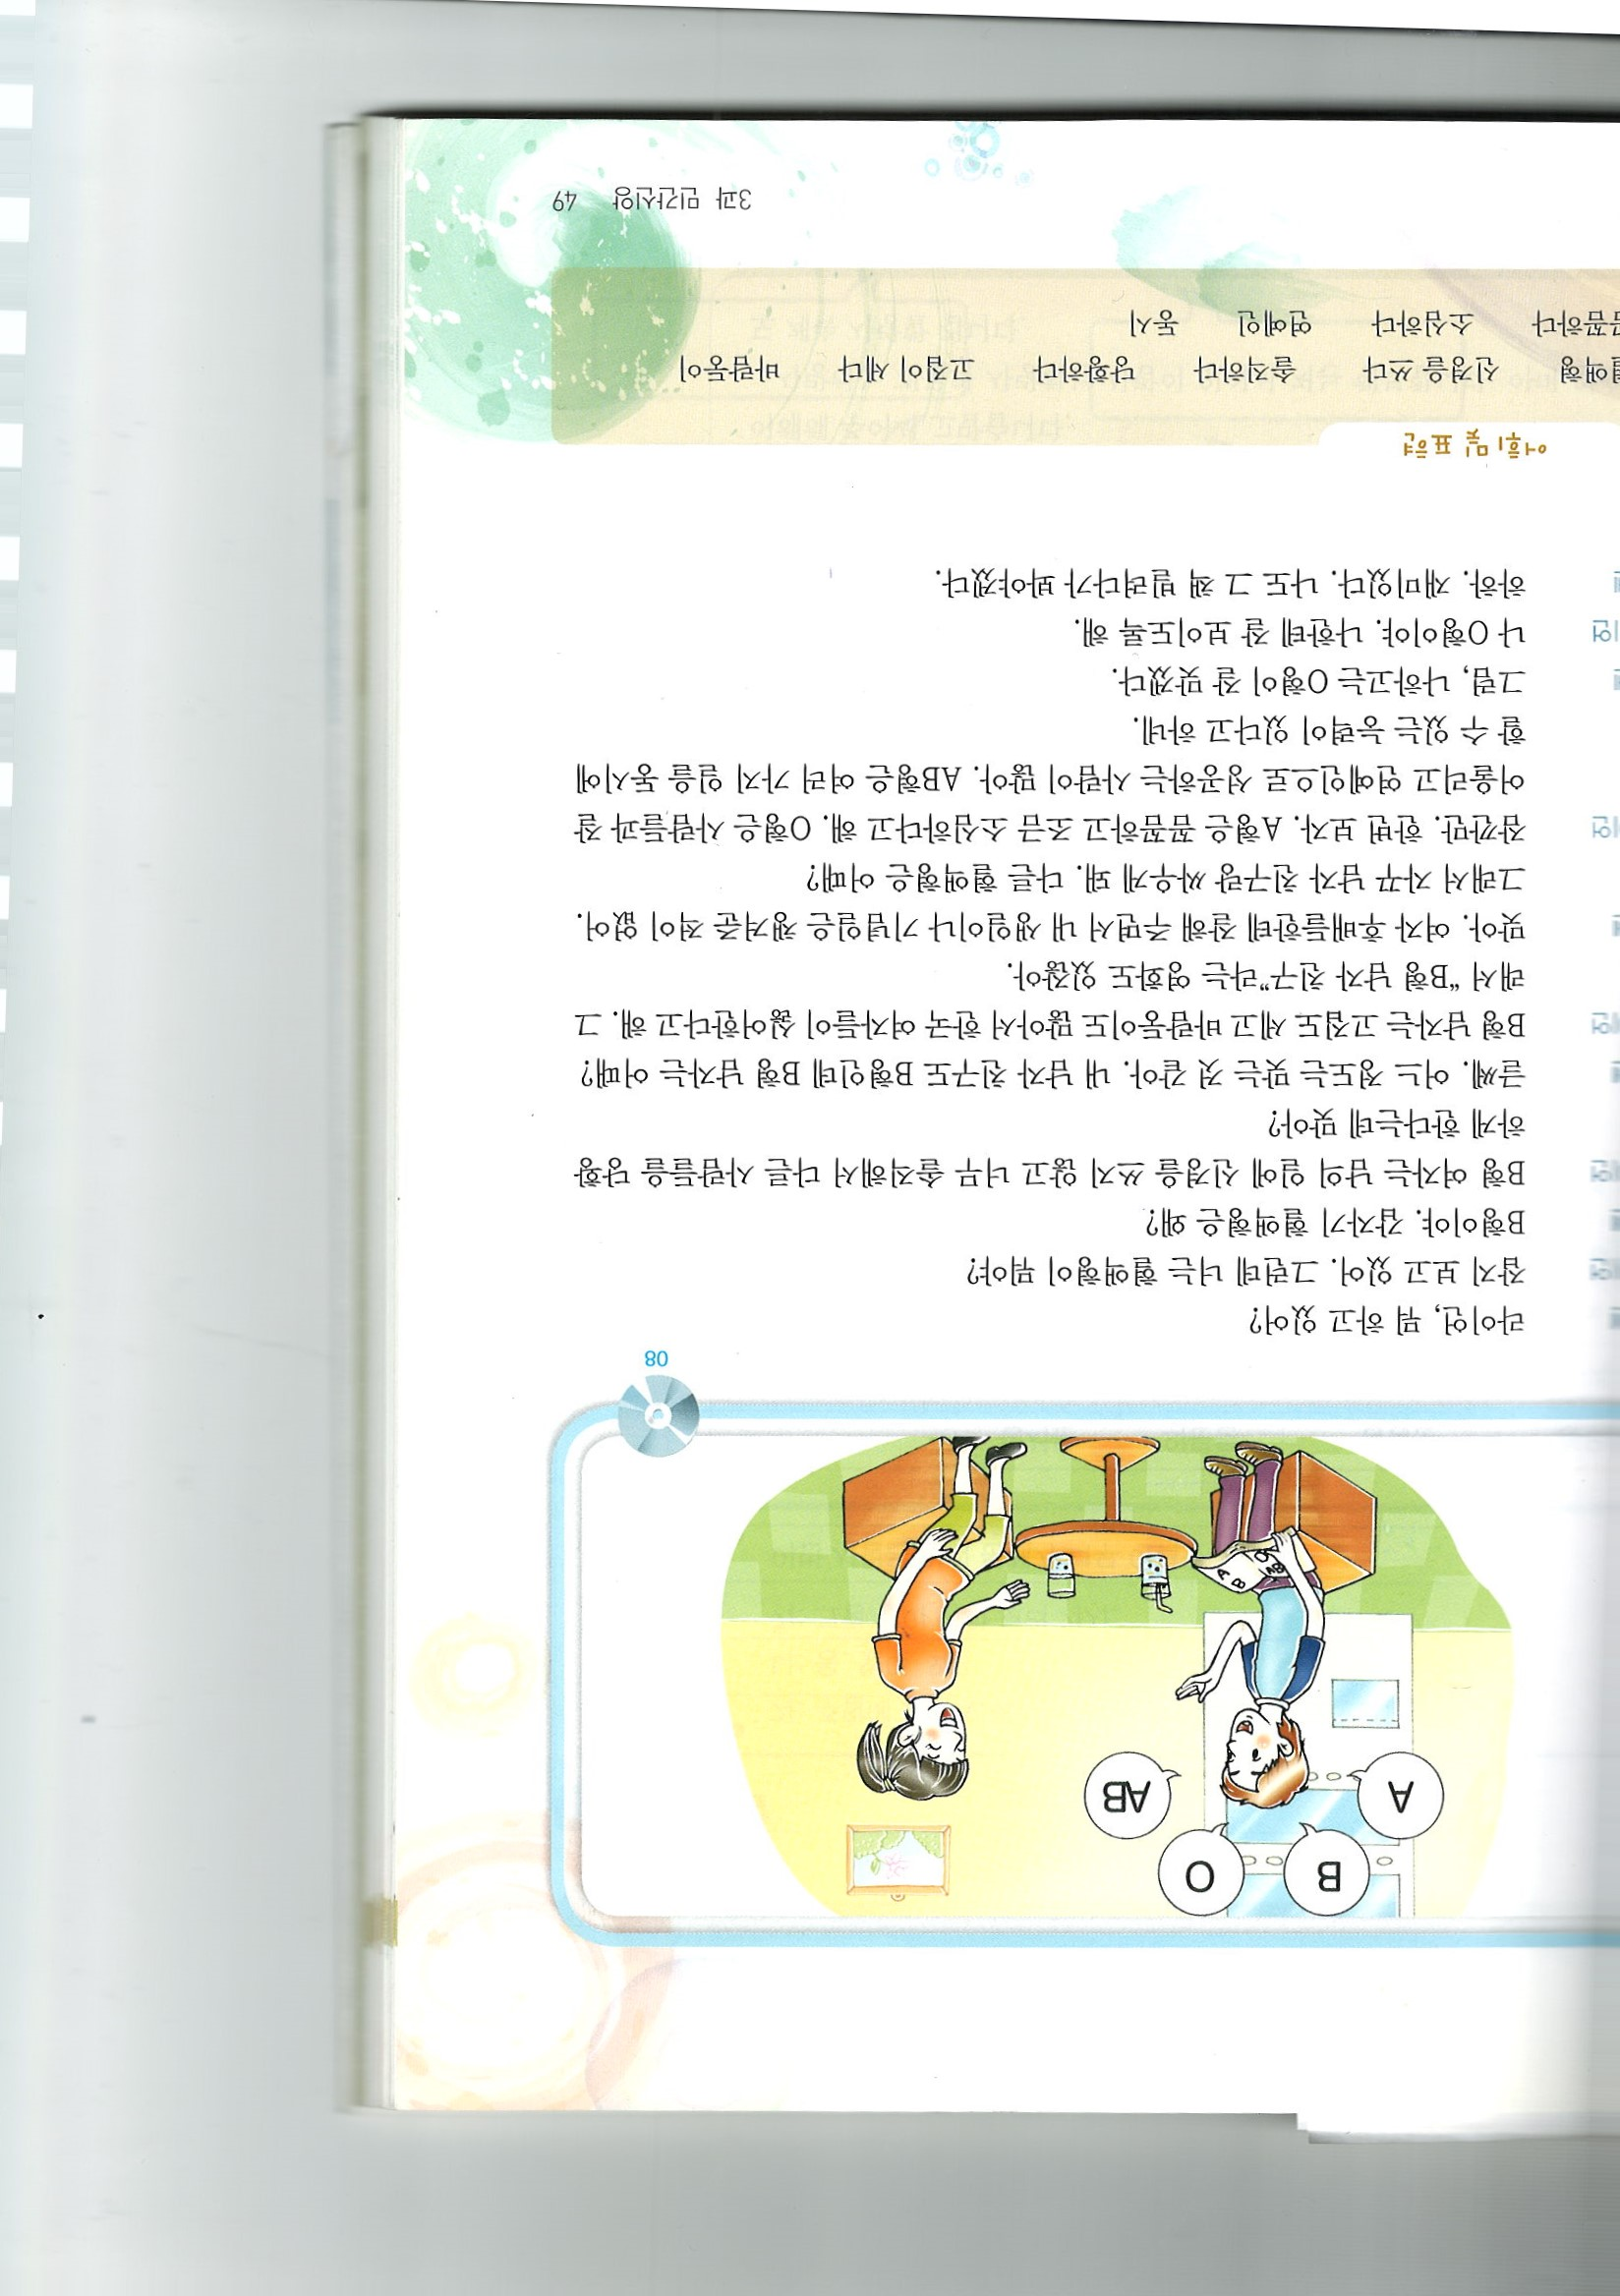 B
O
A
AB
A
B
AB
O
08
라이언, 뭐 하고 있어?
잡지 보고 있어. 그런데 너는 혈액형이 뭐야?
B형이야. 갑자기 혈액형은 왜?
B형 여자는 남의 일에 신경을 쓰지 않고 너무 솔직해서 다른 사람들을 당황
하게 한다는데 맞아?
글쎄. 어느 정도는 맞는 것 같아. 내 남자 친구도 B형인데 B형 남자는 어때?
B형 남자는 고집도 세고 바람둥이도 많아서 한국 여자들이 싫어한다고 해. 그
래서 “B형 남자 친구”라는 영화도 있잖아.
맞아. 여자 후배들한테 잘해 주면서 내 생일이나 기념일은 챙겨준 적이 없어.
그래서 자꾸 남자 친구랑 싸우게 돼. 다른 혈액형은 어때?
잠깐만. 한번 보자. A형은 꼼꼼하고 조금 소심하다고 해. O형은 사람들과 잘
어울리고 연예인으로 성공하는 사람이 많아. AB형은 여러 가지 일을 동시에
할 수 있는 능력이 있다고 하네.
그럼, 나하고는 O형이 잘 맞겠다.
나 O형이야. 나한테 잘 보이도록 해.
하하. 재미있다. 나도 그 책 빌려다가 봐야겠다.
어휘 및 표현
신경을 쓰다 솔직하다 당황하다 고집이 세다 바람둥이
소심하다 연예인 동시
3과 민간신앙 49